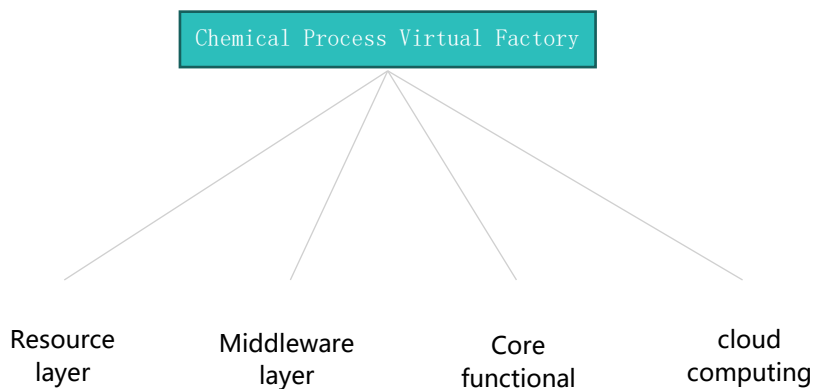 Chemical Process Virtual Factory
Resource
layer
Middleware
layer
Core
functional
cloud
computing